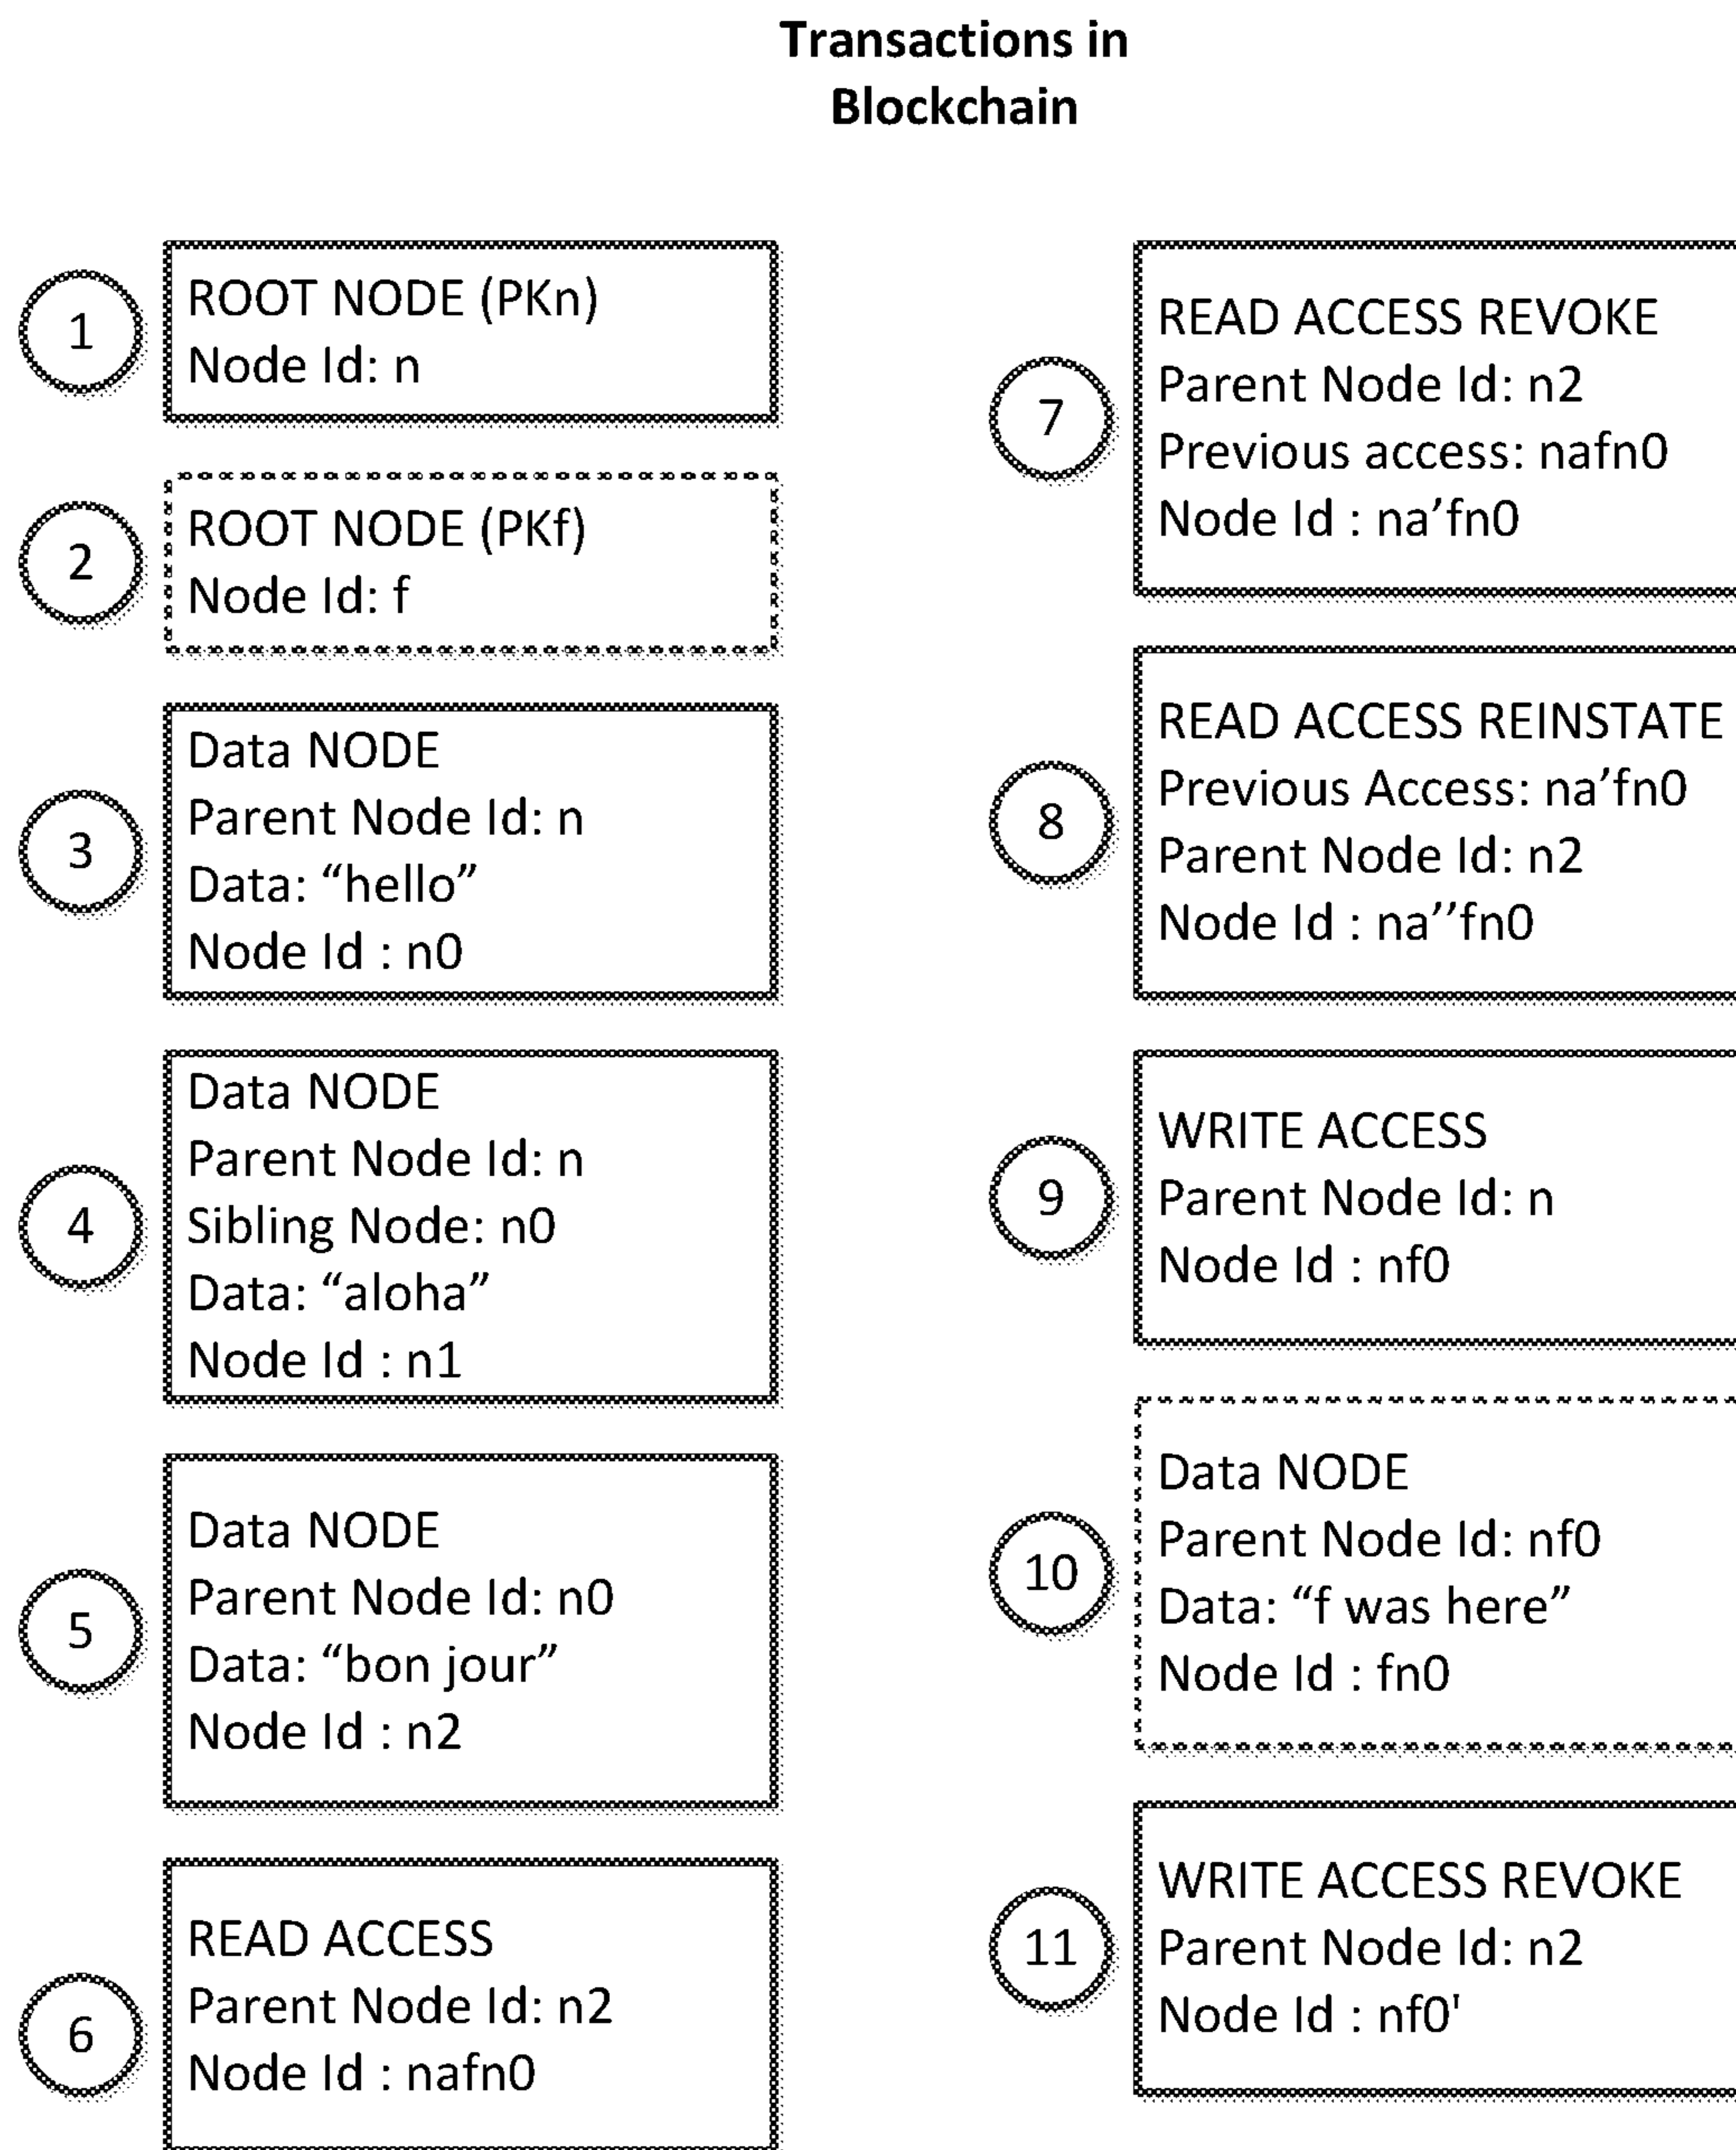 Transactions in
Blockchain
1
ROOT NODE (PKn)
Node Id: n
2
ROOT NODE (PKf)
Node Id: f
3
Data NODE
Parent Node Id: n
Data: “hello”
Node Id : n0
4
Data NODE
Parent Node Id: n
Sibling Node: n0
Data: “aloha”
Node Id : n1
5
Data NODE
Parent Node Id: n0
Data: “bon jour”
Node Id : n2
6
READ ACCESS
Parent Node Id: n2
Node Id : nafn0
7
READ ACCESS REVOKE
Parent Node Id: n2
Previous access: nafn0
Node Id : na’fn0
8
READ ACCESS REINSTATE
Previous Access: na’fn0
Parent Node Id: n2
Node Id : na’’fn0
9
WRITE ACCESS
Parent Node Id: n
Node Id : nf0
10
Data NODE
Parent Node Id: nf0
Data: “f was here”
Node Id : fn0
11
WRITE ACCESS REVOKE
Parent Node Id: n2
Node Id : nf0'